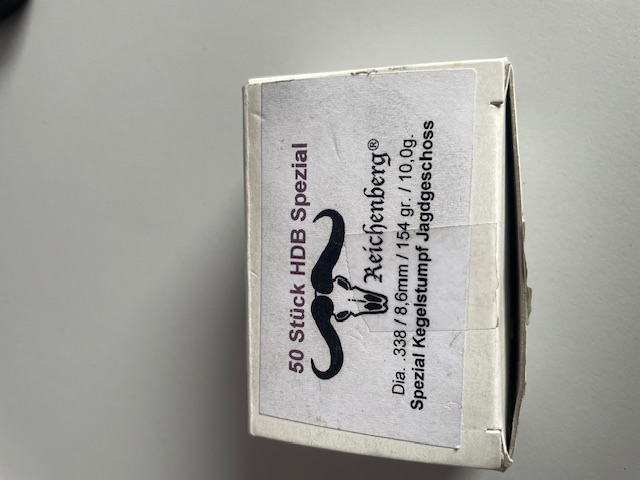 50 Stück HDB Spezial
Reichenberg®
Dia. .338 / 8,6mm / 154 gr. / 10,0g.
Spezial Kegelstumpf Jagdgeschoss